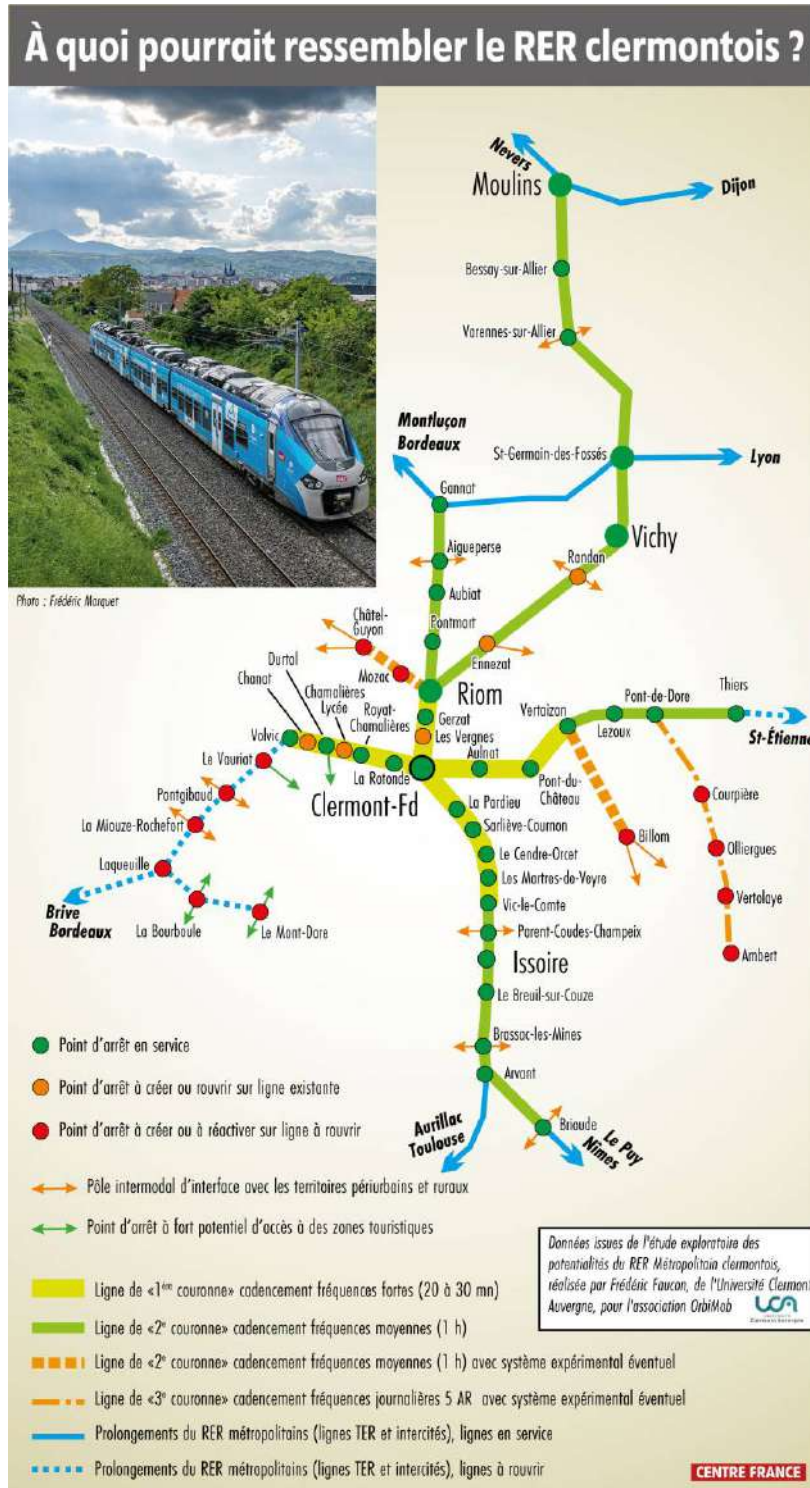 À quoi pourrait ressembler le RER clermontois ?
Nevers
Moulins
Dijon
Bessay-sur-Allier
Varennes-sur-Allier
Montluçon
Bordeaux
St-Germain-des-Fossés
Lyon
Gannat
Vichy
Aigueperse
Randan
Photo : Frédéric Marquet
Aubiat
Châtel-
Guyon
Pontmort
Ennezat
Mozac
Riom
Durtol
Chanat
Chamalières
Lycée
Royat-
Chamalières
Gerzat
Les Vergnes
Volvic
Vertaizon
Pont-de-Dore
Thiers
Lezoux
St-Étienne
Le Vauriat
La Rotonde
Aulnat
Clermont-Fd
Pont-du-
Château
Pontgibaud
La Pardieu
Courpière
La Miouze-Rochefort
Sarliève-Cournon
Billom
Le Cendre-Orcet
Olliergues
Laqueuille
Les Martres-de-Veyre
Vic-le-Comte
Vertolaye
Brive
Bordeaux
La Bourboule
Le Mont-Dore
Parent-Coudes-Champeix
Ambert
Issoire
Le Breuil-sur-Couze
Brassac-les-Mines
Arvant
Aurillac
Toulouse
Brioude
Le Puy
Nîmes
Point d'arrêt en service
Point d'arrêt à créer ou rouvrir sur ligne existante
Point d'arrêt à créer ou à réactiver sur ligne à rouvrir
Pôle intermodal d'interface avec les territoires périurbains et ruraux
Point d'arrêt à fort potentiel d'accès à des zones touristiques
Données issues de l'étude exploratoire des
potentialités du RER Métropolitain clermontois,
réalisée par Frédéric Faucon, de l'Université Clermont
Auvergne, pour l'association OrbiMob
UCA
Ligne de «1ère couronne» cadencement fréquences fortes (20 à 30 mn)
Ligne de «2e couronne» cadencement fréquences moyennes (1 h)
Ligne de «2e couronne» cadencement fréquences moyennes (1 h) avec système expérimental éventuel
Ligne de «3e couronne» cadencement fréquences journalières 5 AR avec système expérimental éventuel
Prolongements du RER métropolitains (lignes TER et intercités), lignes en service
Prolongements du RER métropolitains (lignes TER et intercités), lignes à rouvrir
CENTRE FRANCE